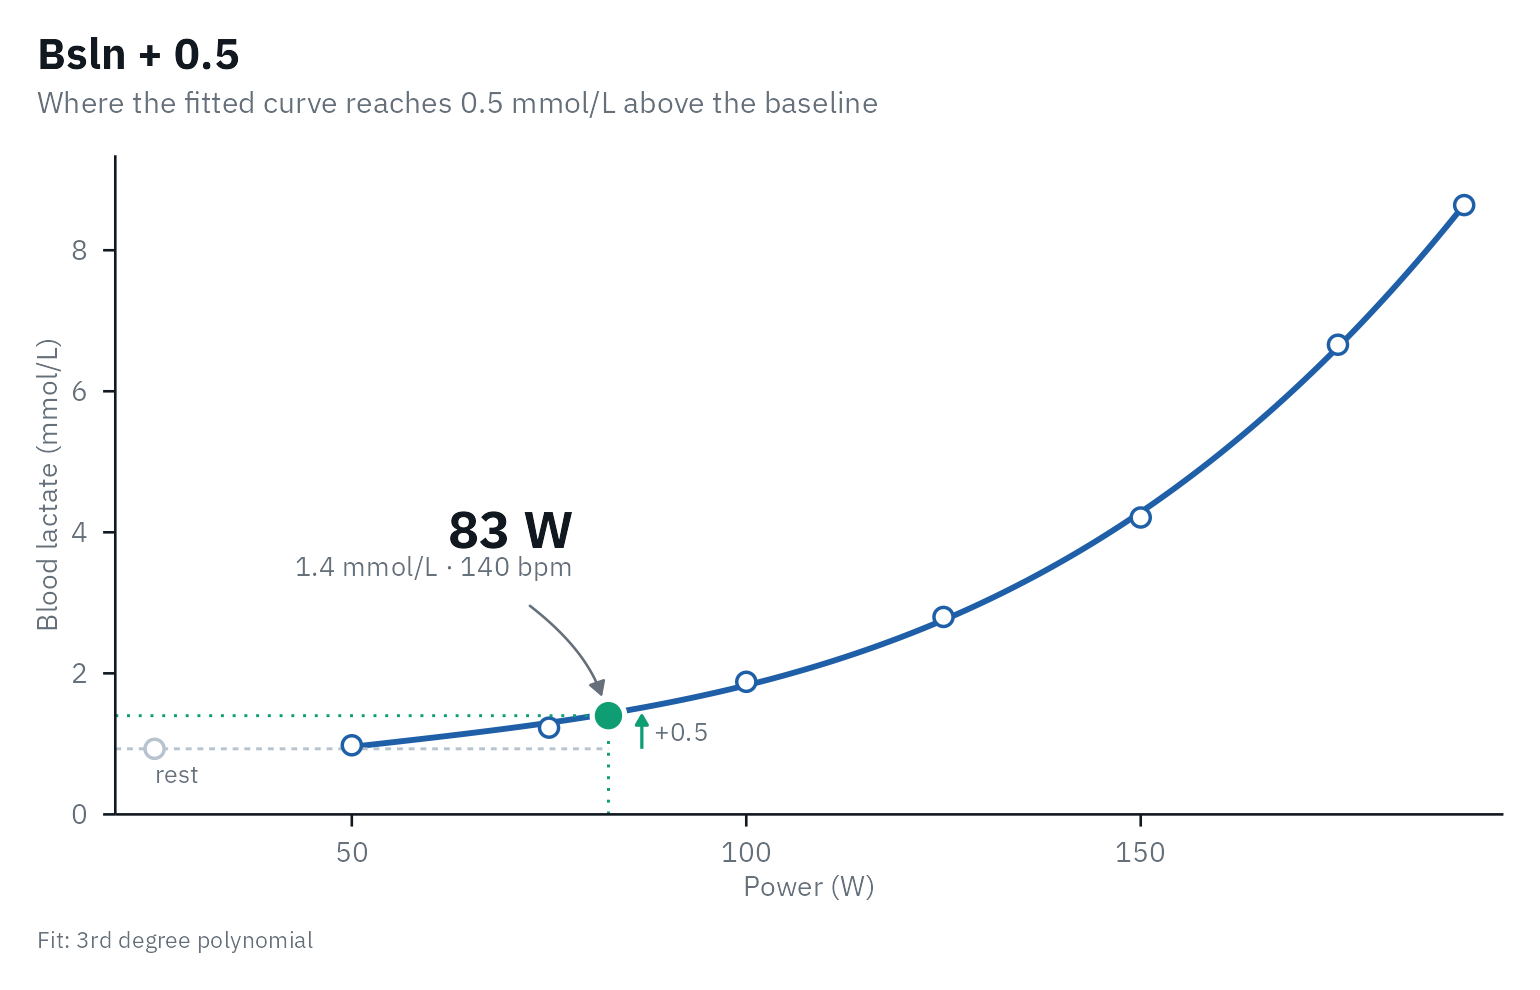 Bsln + 0.5
Where the fitted curve reaches 0.5 mmol/L above the baseline
Blood lactate (mmol/L)
8
6
4
2
0
83 W
1.4 mmol/L · 140 bpm
+0.5
rest
50
100
150
Power (W)
Fit: 3rd degree polynomial